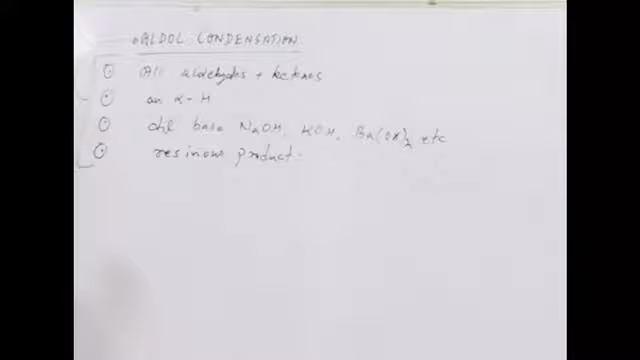 ALDOL CONDENSATION
All aldehydes + ketones
an α-H
dil base NaOH, KOH, Ba(OH)2 etc
resinous product.